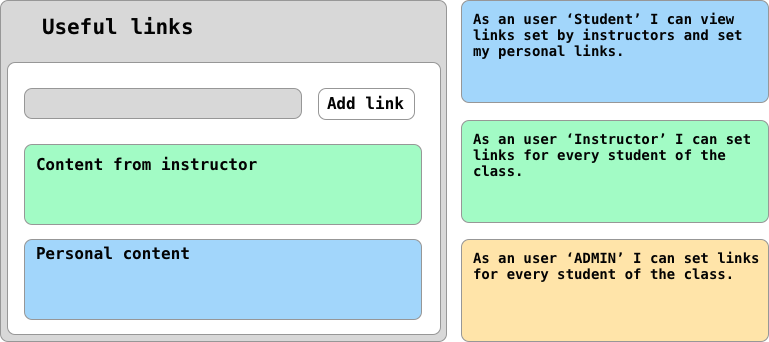 Useful links
Add link
Content from instructor
Personal content
As an user ‘Student’ I can view
links set by instructors and set
my personal links.
As an user ‘Instructor’ I can set
links for every student of the
class.
As an user ‘ADMIN’ I can set links
for every student of the class.